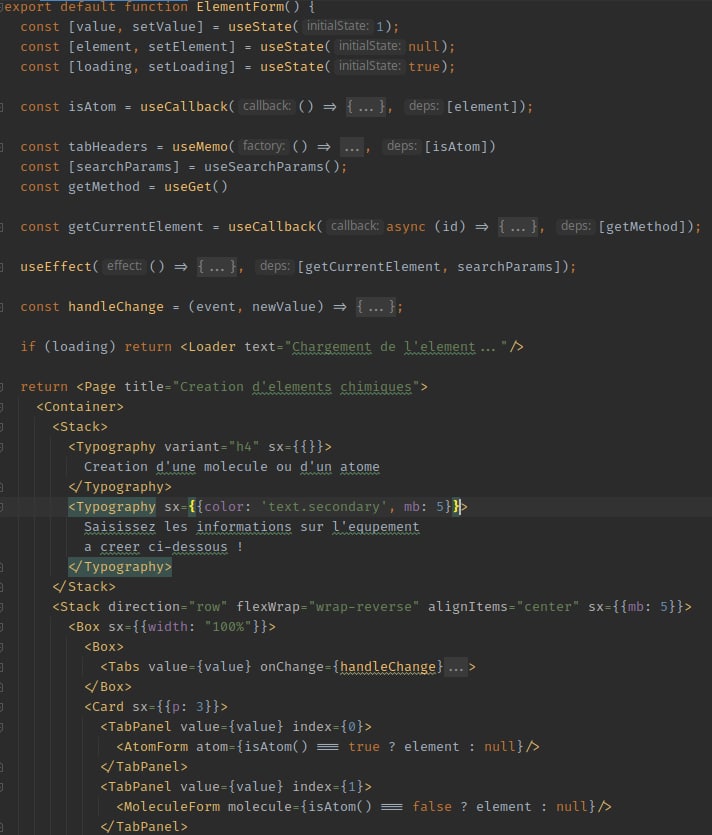 export default function ElementForm() {
const [value, setValue] = useState( initialState: 1);
const [element, setElement] = useState( initialState: null);
const [loading, setLoading] = useState( initialState: true);
const isAtom = useCallback( callback: () => {...}, deps: [element]);
const tabHeaders = useMemo( factory: () => ..., deps: [isAtom])
const [searchParams] = useSearchParams();
const getMethod = useGet()
const getCurrentElement = useCallback( callback: async (id) => {...}, deps: [getMethod]);
useEffect( effect: () => {...}, deps: [getCurrentElement, searchParams]);
const handleChange = (event, newValue) => {...};
if (loading) return <Loader text="Chargement de l'element..."/>
return <Page title="Creation d'elements chimiques">
<Container>
<Stack>
<Typography variant="h4" sx={{}}>
Creation d'une molecule ou d'un atome
</Typography>
<Typography sx={{color: 'text.secondary', mb: 5}}>
Saisissez les informations sur l'equpement
a creer ci-dessous !
</Typography>
</Stack>
<Stack direction="row" flexWrap="wrap-reverse" alignItems="center" sx={{mb: 5}}>
<Box sx={{width: "100%"}}>
<Box>
<Tabs value={value} onChange={handleChange}...>
</Box>
<Card sx={{p: 3}}>
<TabPanel value={value} index={0}>
<AtomForm atom={isAtom() === true ? element : null}/>
</TabPanel>
<TabPanel value={value} index={1}>
<MoleculeForm molecule={isAtom() === false ? element : null}/>
</TabPanel>